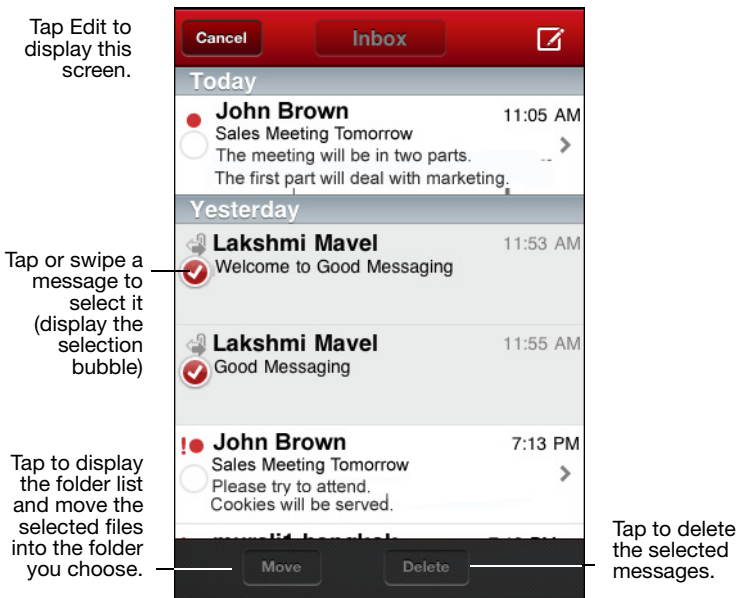 Tap Edit to
display this
screen.
Cancel
Inbox
Today
John Brown
11:05 AM
Sales Meeting Tomorrow
The meeting will be in two parts.
The first part will deal with marketing.
Yesterday
Lakshmi Mavel
11:53 AM
Welcome to Good Messaging
Tap or swipe a
message to
select it
(display the
selection
bubble)
Lakshmi Mavel
11:55 AM
Good Messaging
John Brown
7:13 PM
Sales Meeting Tomorrow
Please try to attend.
Cookies will be served.
Tap to display
the folder list
and move the
selected files
into the folder
you choose.
Move
Delete
Tap to delete
the selected
messages.